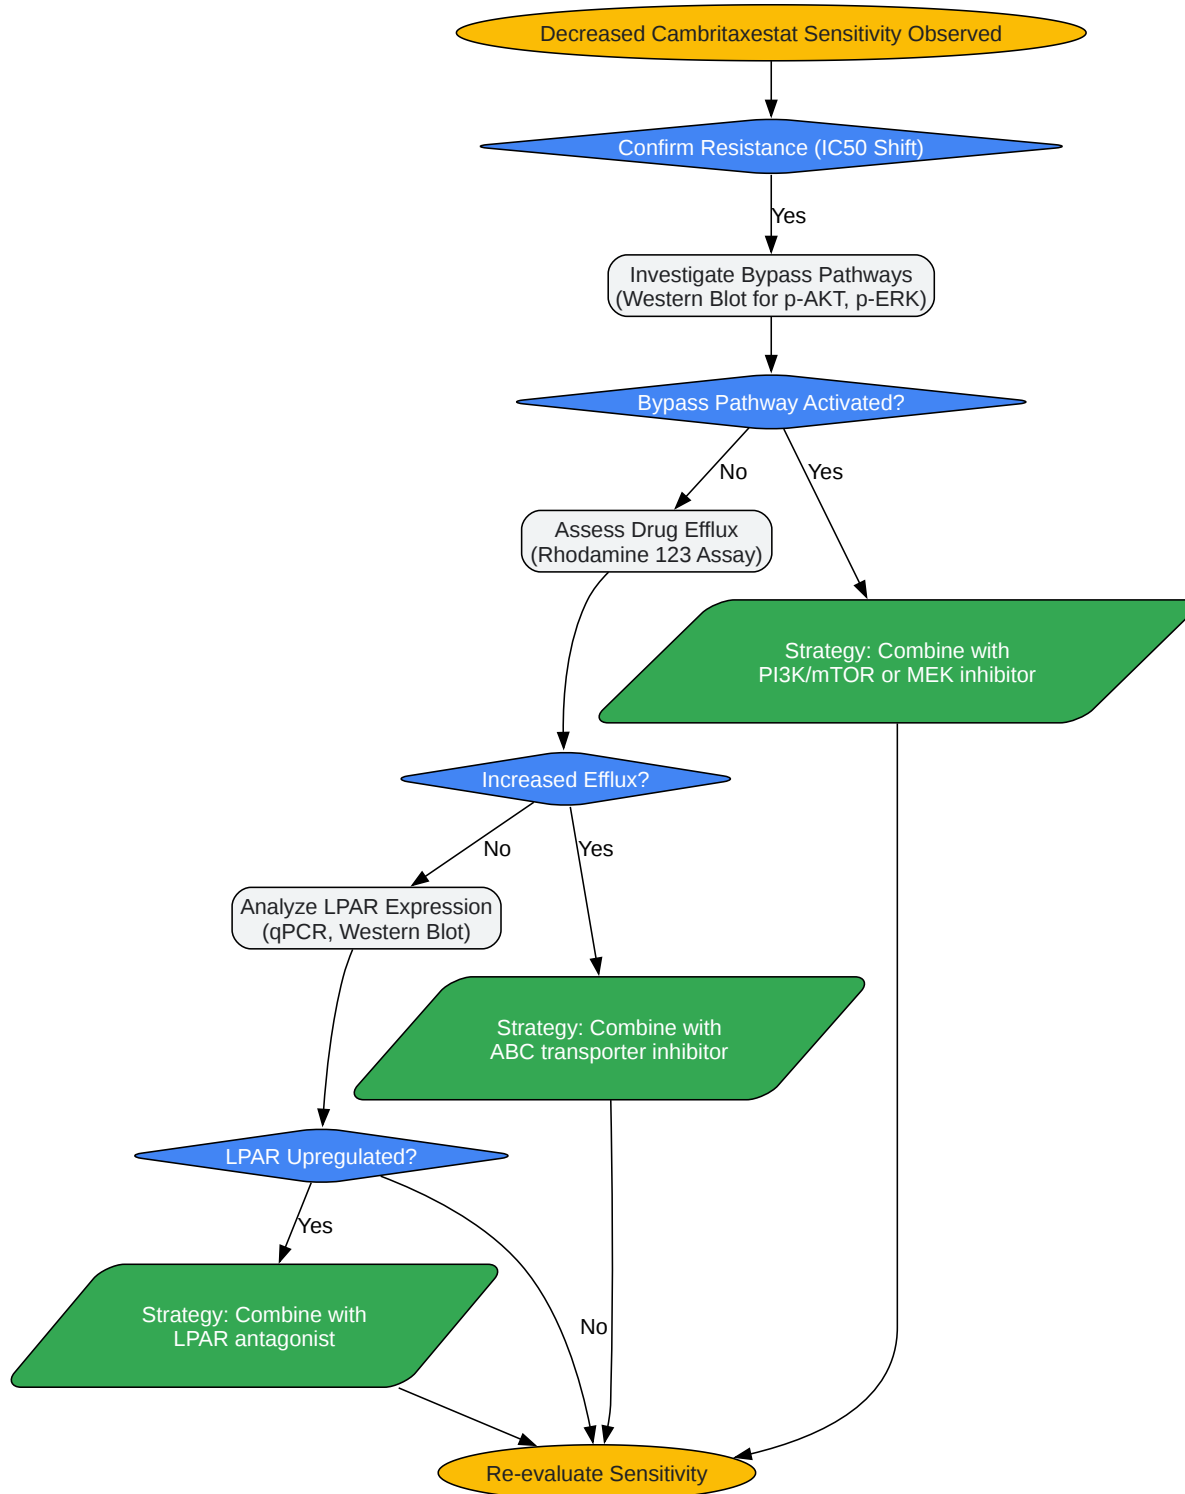 Decreased Cambritaxestat Sensitivity Observed
Confirm Resistance (IC50 Shift)
Yes
Investigate Bypass Pathways
(Western Blot for p-AKT, p-ERK)
Bypass Pathway Activated?
No
Yes
Assess Drug Efflux
(Rhodamine 123 Assay)
Strategy: Combine with
PI3K/mTOR or MEK inhibitor
Increased Efflux?
No
Yes
Analyze LPAR Expression
(qPCR, Western Blot)
Strategy: Combine with
ABC transporter inhibitor
LPAR Upregulated?
Yes
Strategy: Combine with
LPAR antagonist
No
Re-evaluate Sensitivity